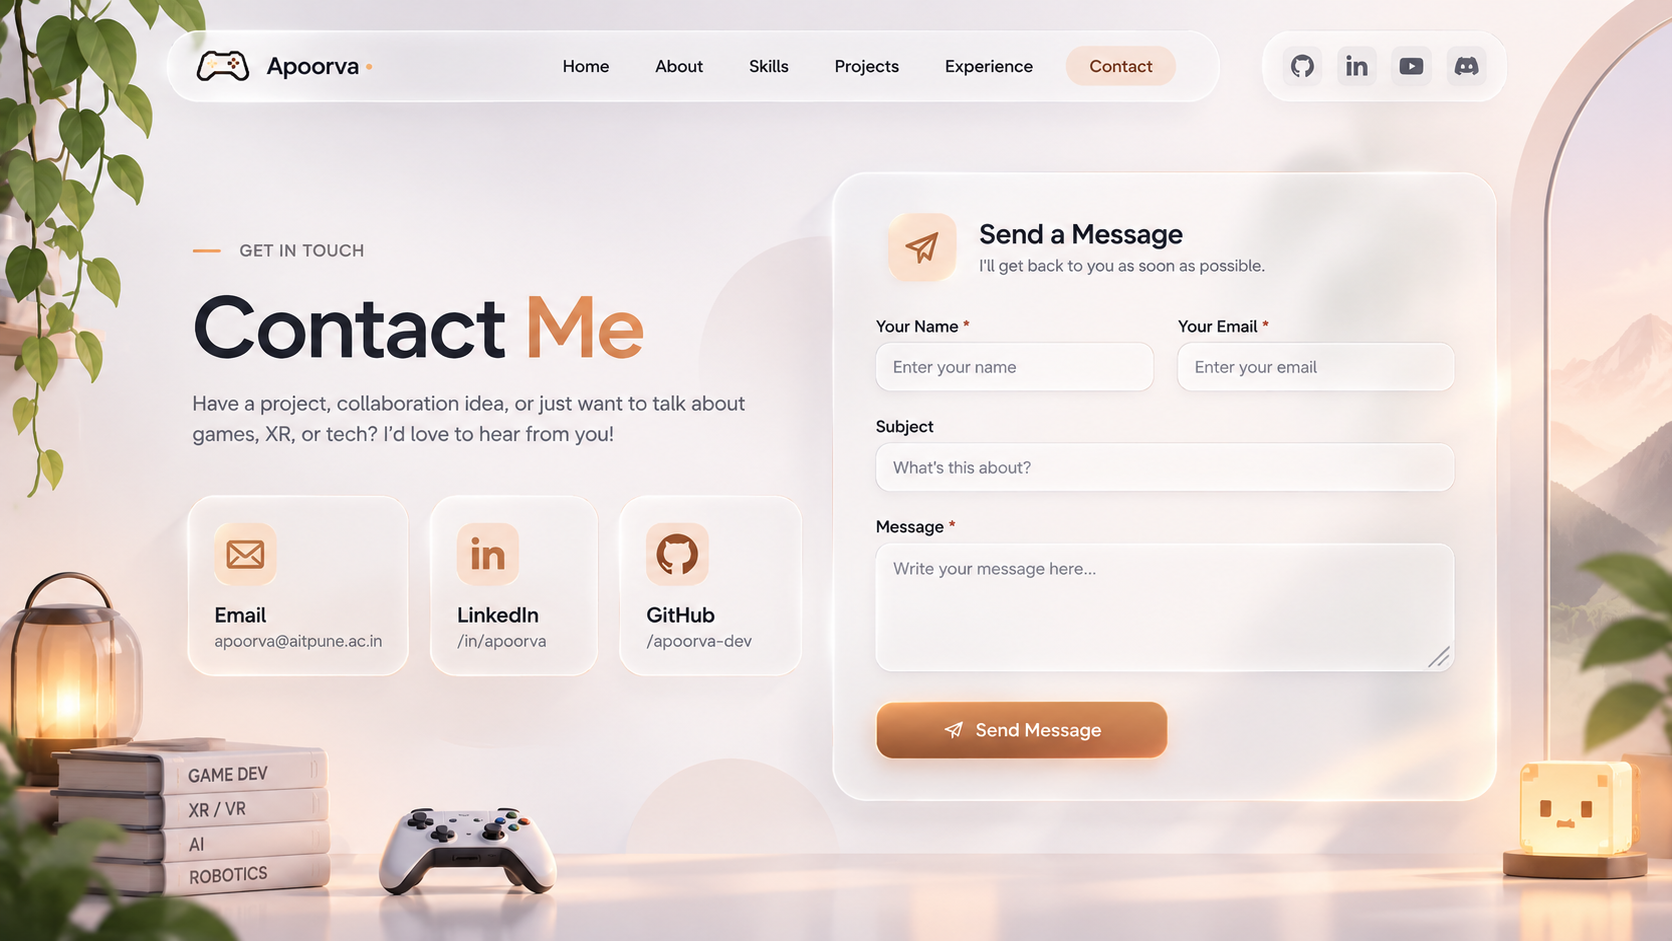 Apoorva
Home
About
Skills
Projects
Experience
Contact
GET IN TOUCH
Contact Me
Have a project, collaboration idea, or just want to talk about
games, XR, or tech? I'd love to hear from you!
Email
apoorva@aitpune.ac.in
LinkedIn
/in/apoorva
GitHub
/apoorva-dev
Send a Message
I'll get back to you as soon as possible.
Your Name *
Enter your name
Your Email *
Enter your email
Subject
What's this about?
Message *
Write your message here...
Send Message
GAME DEV
XR / VR
AI
ROBOTICS